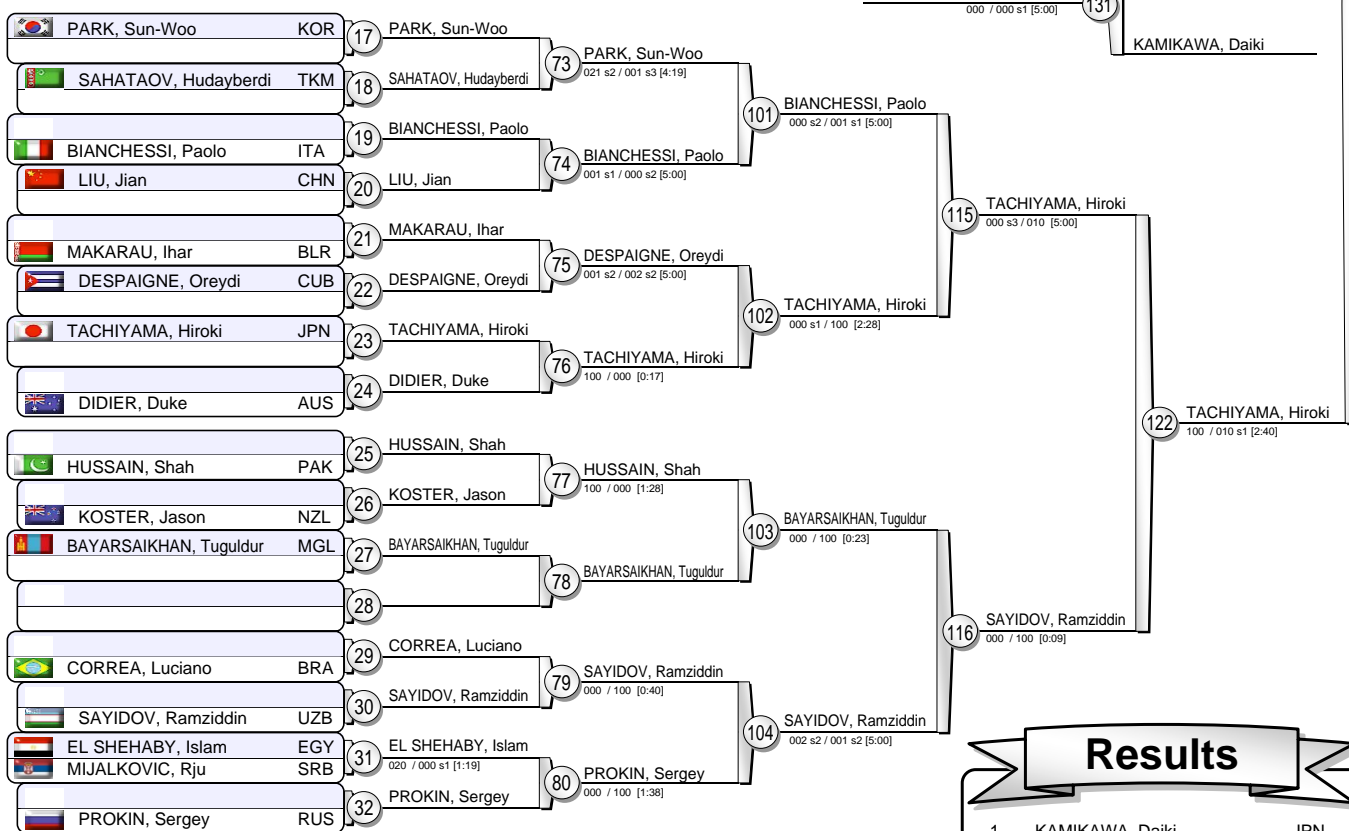 000 / 000 s1 [5:00]
131
KAMIKAWA, Daiki
PARK, Sun-Woo KOR
17
PARK, Sun-Woo
73
PARK, Sun-Woo
021 s2 / 001 s3 [4:19]
SAHATAOV, Hudayberdi TKM
18
SAHATAOV, Hudayberdi
101
BIANCHESSI, Paolo
000 s2 / 001 s1 [5:00]
BIANCHESSI, Paolo ITA
19
BIANCHESSI, Paolo
74
BIANCHESSI, Paolo
001 s1 / 000 s2 [5:00]
LIU, Jian CHN
20
LIU, Jian
115
TACHIYAMA, Hiroki
000 s3 / 010 [5:00]
MAKARAU, Ihar BLR
21
MAKARAU, Ihar
75
DESPAIGNE, Oreydi
001 s2 / 002 s2 [5:00]
DESPAIGNE, Oreydi CUB
22
DESPAIGNE, Oreydi
102
TACHIYAMA, Hiroki
000 s1 / 100 [2:28]
TACHIYAMA, Hiroki JPN
23
TACHIYAMA, Hiroki
76
TACHIYAMA, Hiroki
100 / 000 [0:17]
24
DIDIER, Duke
DIDIER, Duke AUS
122
TACHIYAMA, Hiroki
100 / 010 s1 [2:40]
25
HUSSAIN, Shah
HUSSAIN, Shah PAK
77
HUSSAIN, Shah
100 / 000 [1:28]
26
KOSTER, Jason
KOSTER, Jason NZL
103
BAYARSAIKHAN, Tuguldur
000 / 100 [0:23]
BAYARSAIKHAN, Tuguldur MGL
27
BAYARSAIKHAN, Tuguldur
78
BAYARSAIKHAN, Tuguldur
28
116
SAYIDOV, Ramziddin
000 / 100 [0:09]
29
CORREA, Luciano
CORREA, Luciano BRA
79
SAYIDOV, Ramziddin
000 / 100 [0:40]
30
SAYIDOV, Ramziddin
SAYIDOV, Ramziddin UZB
104
SAYIDOV, Ramziddin
002 s2 / 001 s2 [5:00]
EL SHEHABY, Islam EGY
MIJALKOVIC, Rju SRB
31
EL SHEHABY, Islam
020 / 000 s1 [1:19]
80
PROKIN, Sergey
000 / 100 [1:38]
32
PROKIN, Sergey
PROKIN, Sergey RUS
Results
1 KAMIKAWA, Daiki JPN